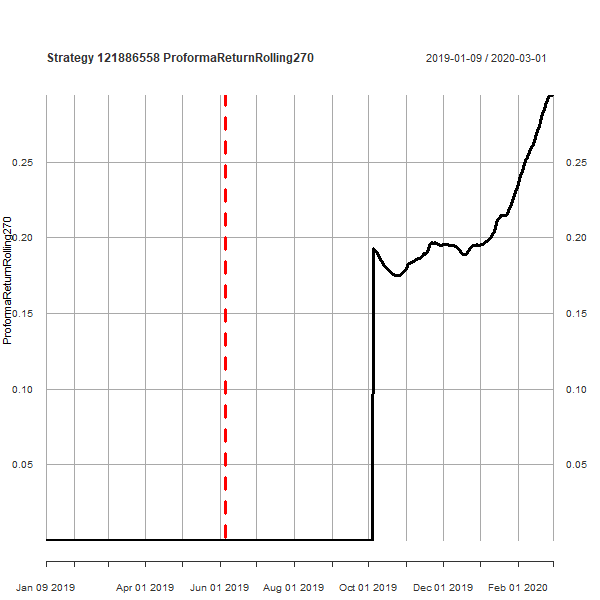 Strategy 121886558 ProformaReturnRolling270
2019-01-09 / 2020-03-01
ProformaReturnRolling270
0.25
0.25
0.20
0.20
0.15
0.15
0.10
0.10
0.05
0.05
Jan 09 2019
Apr 01 2019
Jun 01 2019
Aug 01 2019
Oct 01 2019
Dec 01 2019
Feb 01 2020